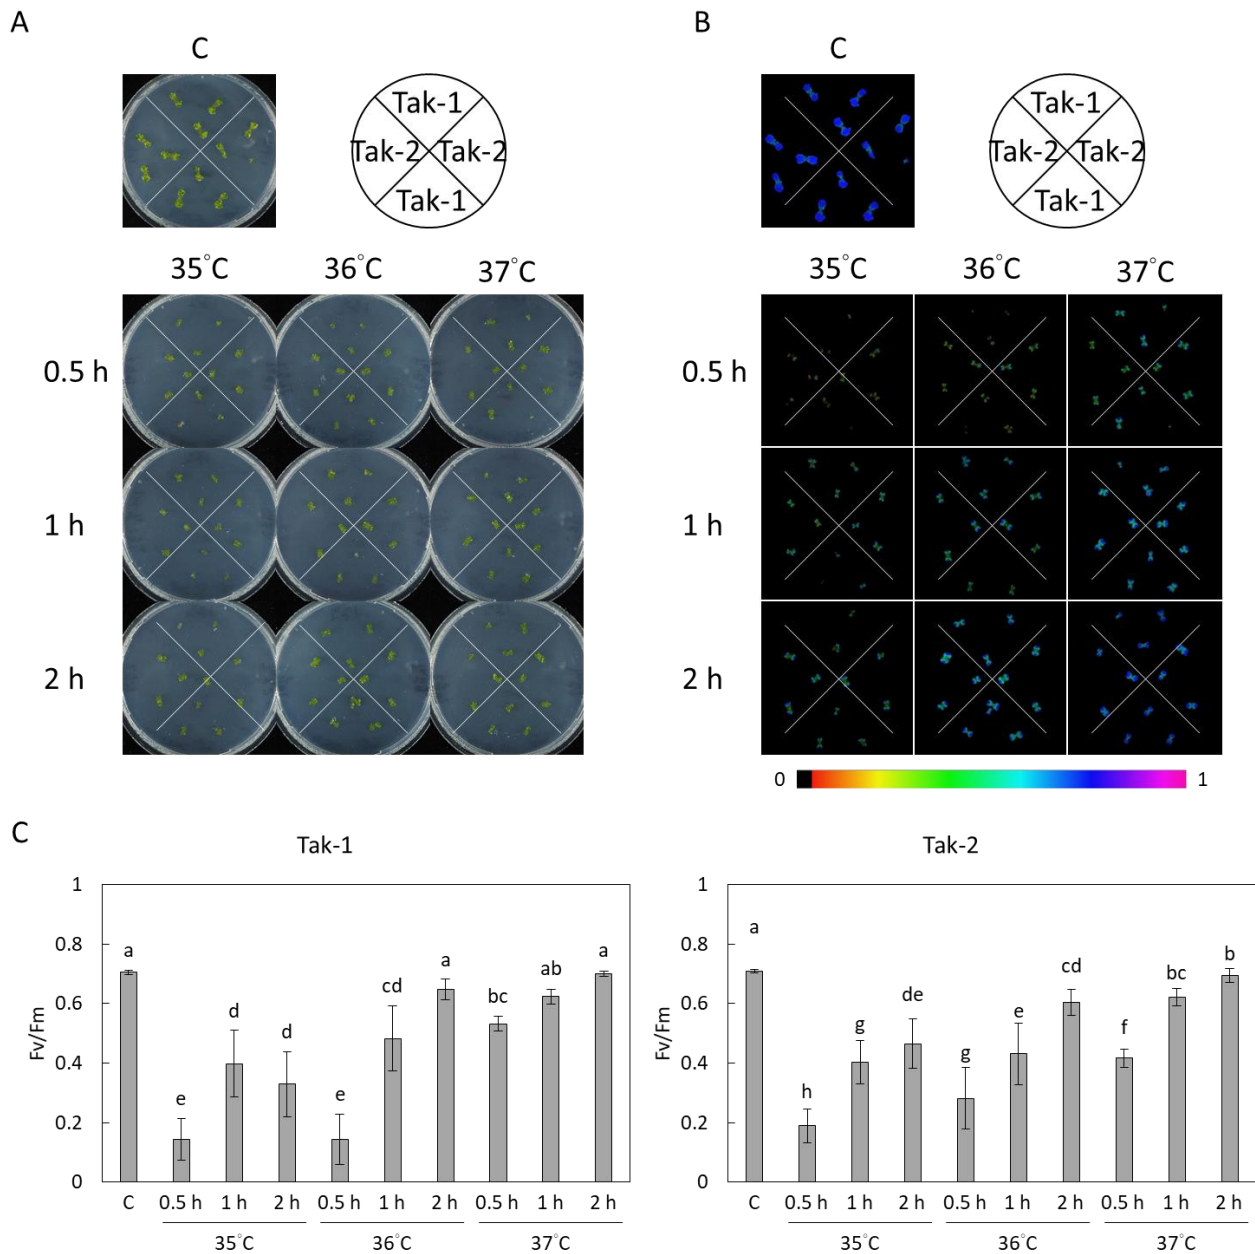 A
C
Tak-1
Tak-2 Tak-2
Tak-1
35°C 36°C 37°C
0.5 h
1 h
2 h
B
C
Tak-1
Tak-2 Tak-2
Tak-1
35°C 36°C 37°C
0.5 h
1 h
2 h
0 1
C
Tak-1
Fv/Fm
1
0.8
0.6
0.4
0.2
0
a e d d e cd a bc ab a
C 0.5 h 1 h 2 h 0.5 h 1 h 2 h 0.5 h 1 h 2 h
35°C 36°C 37°C
Tak-2
Fv/Fm
1
0.8
0.6
0.4
0.2
0
a h g de g e cd f bc b
C 0.5 h 1 h 2 h 0.5 h 1 h 2 h 0.5 h 1 h 2 h
35°C 36°C 37°C